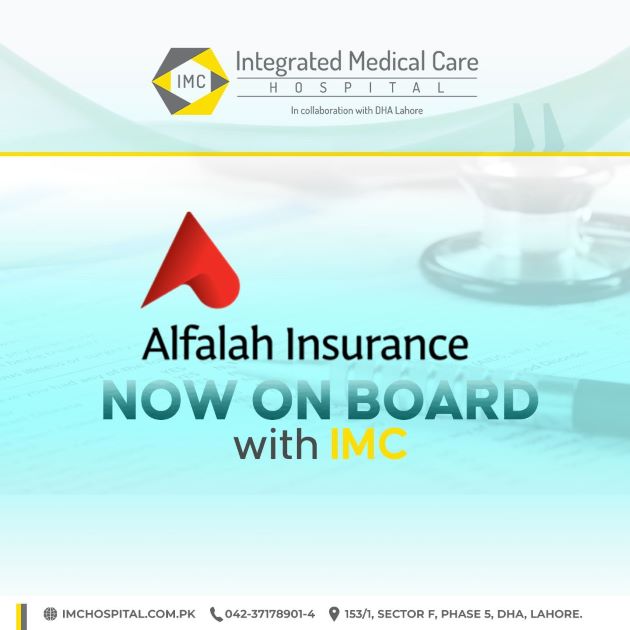 IMC
Integrated Medical Care
HOSPITAL
In collaboration with DHA Lahore
Alfalah Insurance
NOW ON BOARD
with IMC
IMCHOSPITAL.COM.PK 042-37178901-4 153/1, SECTOR F, PHASE 5, DHA, LAHORE.